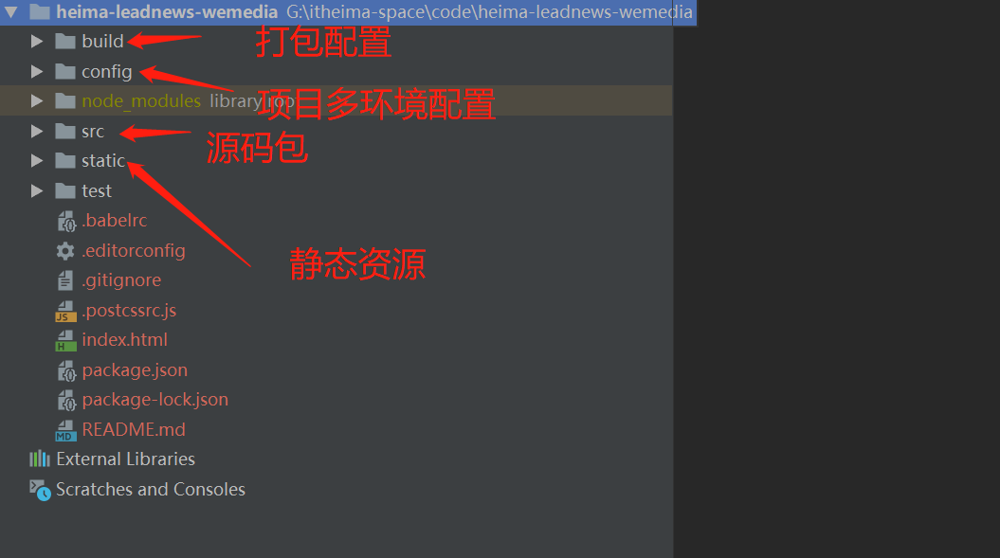 heima-leadnews-wemedia G:\itheima-space\code\heima-leadnews-wemedia
build 打包配置
config
node_modules library root 项目多环境配置
src 源码包
static
test
.babelrc
.editorconfig 静态资源
.gitignore
.postcssrc.js
JS
index.html
H
package.json
package-lock.json
README.md
MD
External Libraries
Scratches and Consoles